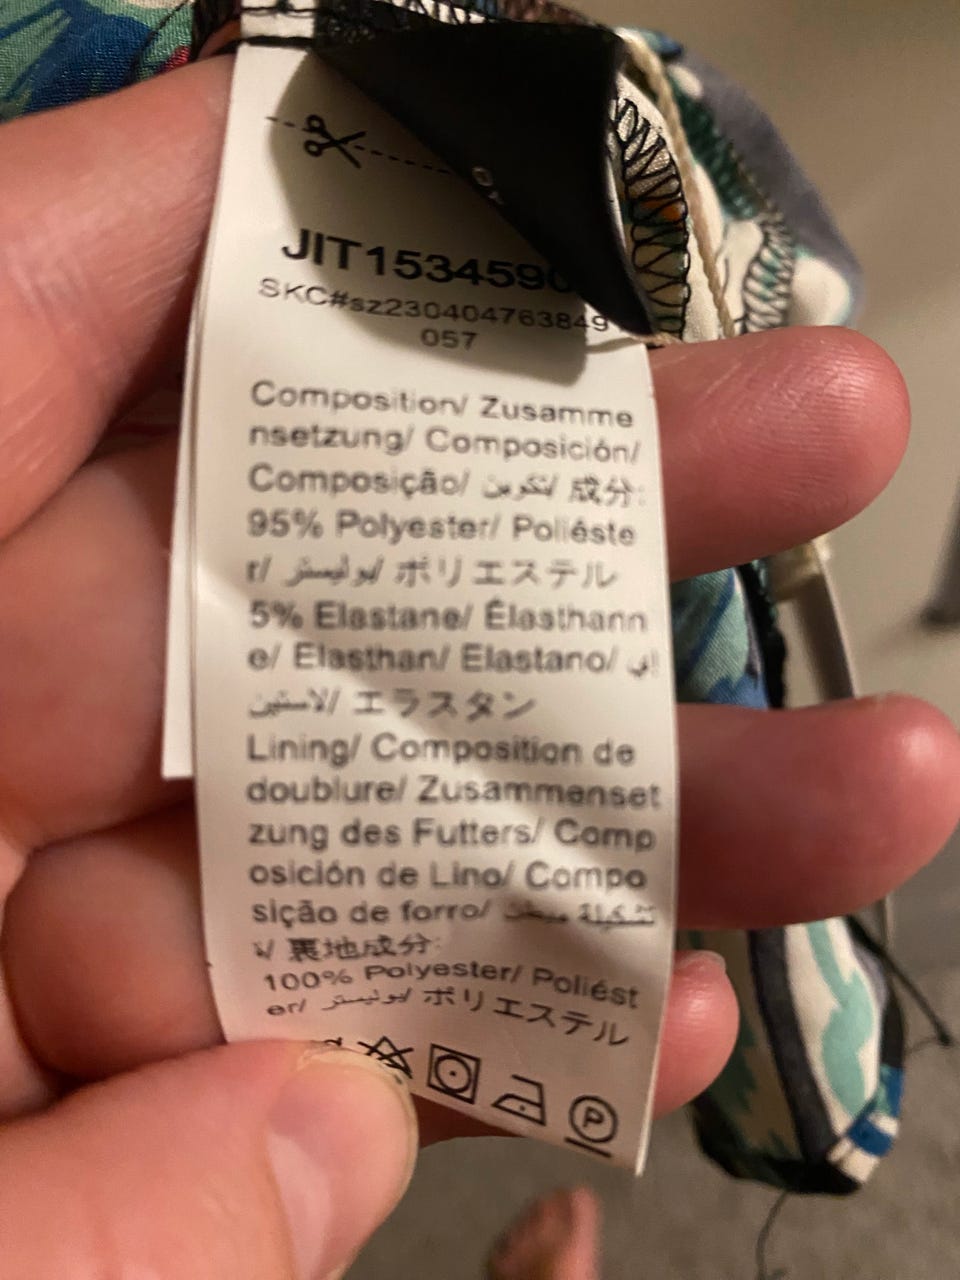 JIT1534590
SKC#sz2304047638491
057
Composition/ Zusamme
nsetzung/ Composición/
Composição/ تكوين/ 成分:
95% Polyester/ Poliéste
r/ بوليستر/ ポリエステル
5% Elastane/ Élasthann
e/ Elasthan/ Elastano/
لاستين/ エラスタン
Lining/ Composition de
doublure/ Zusammenset
zung des Futters/ Comp
osición de Lino/ Compo
sição de forro/ تشكيلة
裏地成分:
100% Polyester/ Poliést
er/ بوليستر/ ポリエステル
P